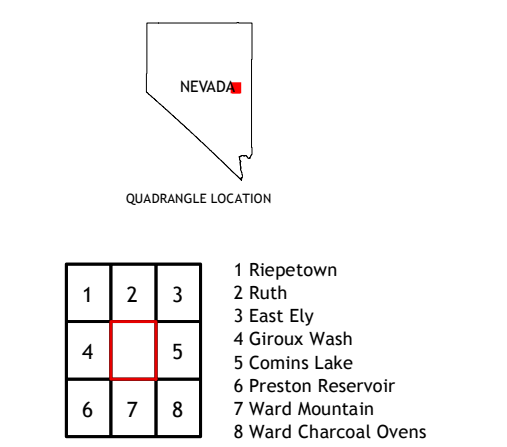 NEVADA
QUADRANGLE LOCATION
1 2 3
4 5
6 7 8
1 Riepetown
2 Ruth
3 East Ely
4 Giroux Wash
5 Comins Lake
6 Preston Reservoir
7 Ward Mountain
8 Ward Charcoal Ovens